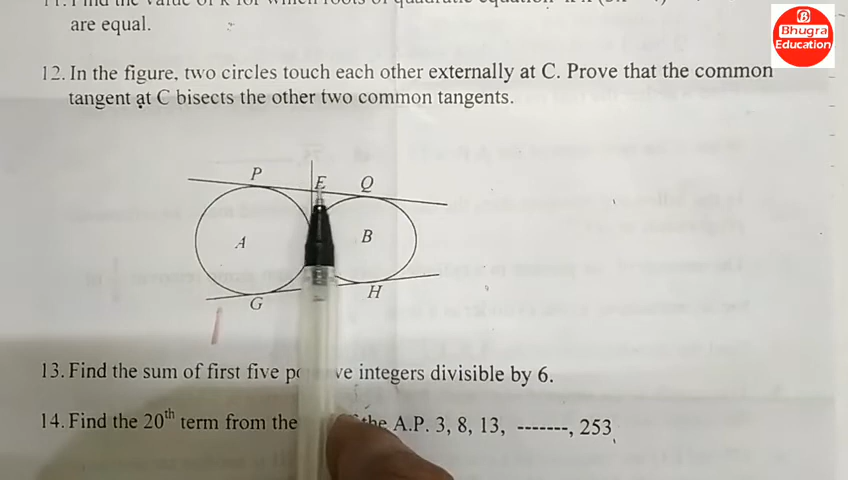 are equal.
Bhugra
Education
12. In the figure, two circles touch each other externally at C. Prove that the common
tangent at C bisects the other two common tangents.
P
E
Q
A
B
G
H
13. Find the sum of first five integers divisible by 6.
14. Find the 20th term from the the A.P. 3, 8, 13, -------, 253